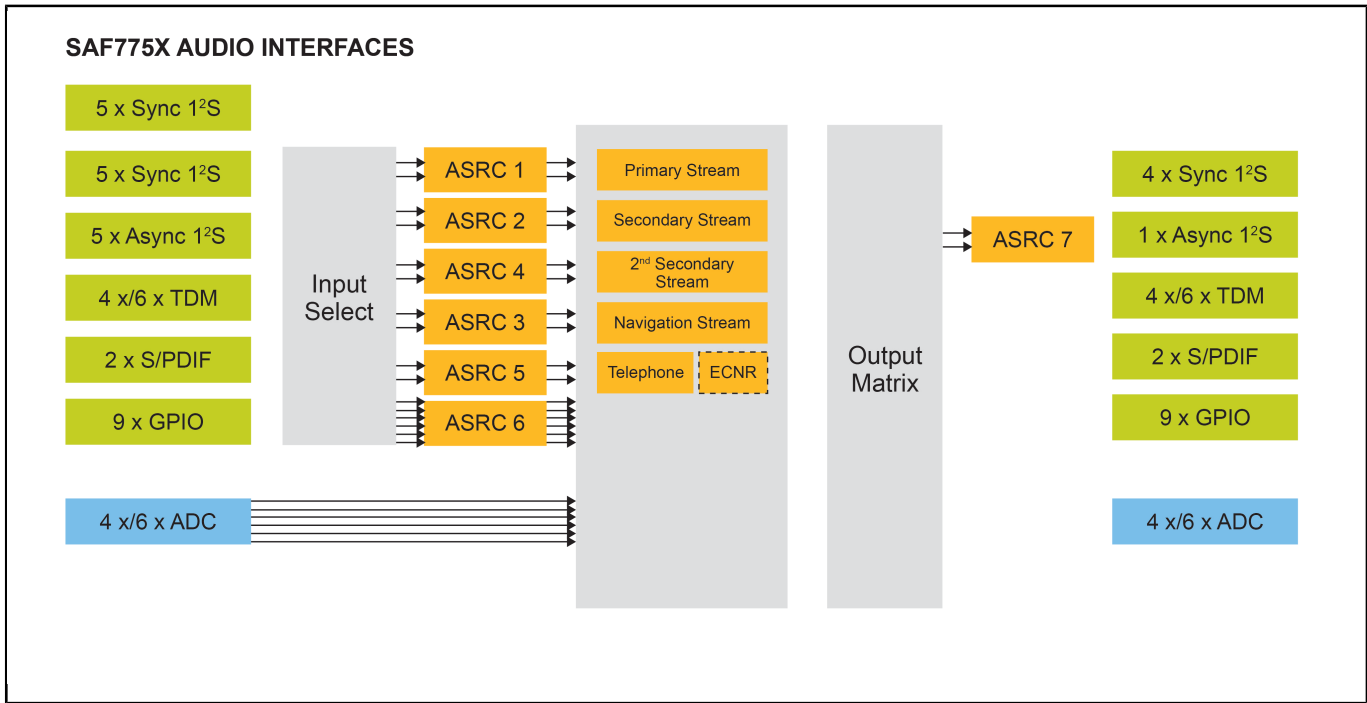 SAF775X AUDIO INTERFACES
5 x Sync 1²S
5 x Sync 1²S
5 x Async 1²S
4 x/6 x TDM
2 x S/PDIF
9 x GPIO
4 x/6 x ADC
Input
Select
ASRC 1
ASRC 2
ASRC 4
ASRC 3
ASRC 5
ASRC 6
Primary Stream
Secondary Stream
2nd Secondary
Stream
Navigation Stream
Telephone
ECNR
Output
Matrix
ASRC 7
4 x Sync 1²S
1 x Async 1²S
4 x/6 x TDM
2 x S/PDIF
9 x GPIO
4 x/6 x ADC